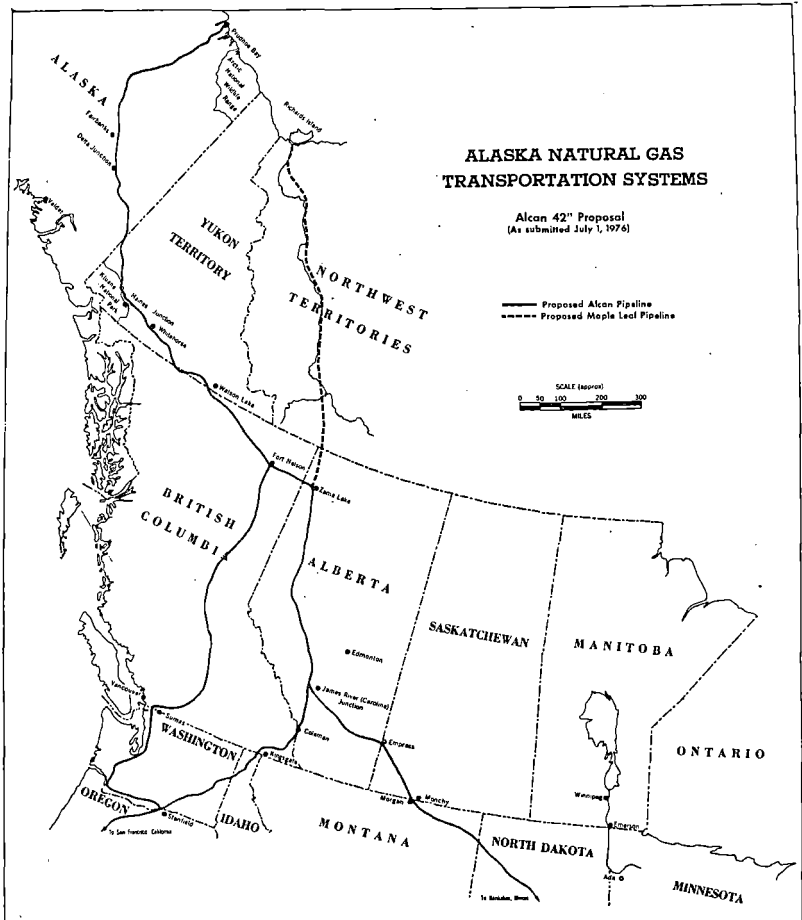 ALASKA NATURAL GAS
TRANSPORTATION SYSTEMS
Alcan 42" Proposal
(As submitted July 1, 1976)
Proposed Alcan Pipeline
Proposed Maple Leaf Pipeline
SCALE (approx)
0 50 100 200 300
MILES
Prudhoe Bay
ALASKA
Arctic
National
Wildlife
Range
Richards Island
Fairbanks
Delta Junction
Valdez
YUKON
TERRITORY
NORTHWEST
TERRITORIES
Kluane
National
Park
Haines
Junction
Whitehorse
Watson Lake
Fort Nelson
Zama Lake
BRITISH
COLUMBIA
ALBERTA
SASKATCHEWAN
MANITOBA
ONTARIO
Edmonton
James River (Caroline)
Junction
Vancouver
Sumas
Coleman
Empress
WASHINGTON
Kingsgate
Morgan
Monchy
Winnipeg
Emerson
OREGON
Stanfield
IDAHO
MONTANA
NORTH DAKOTA
MINNESOTA
Ada
To San Francisco, California
To Illinois